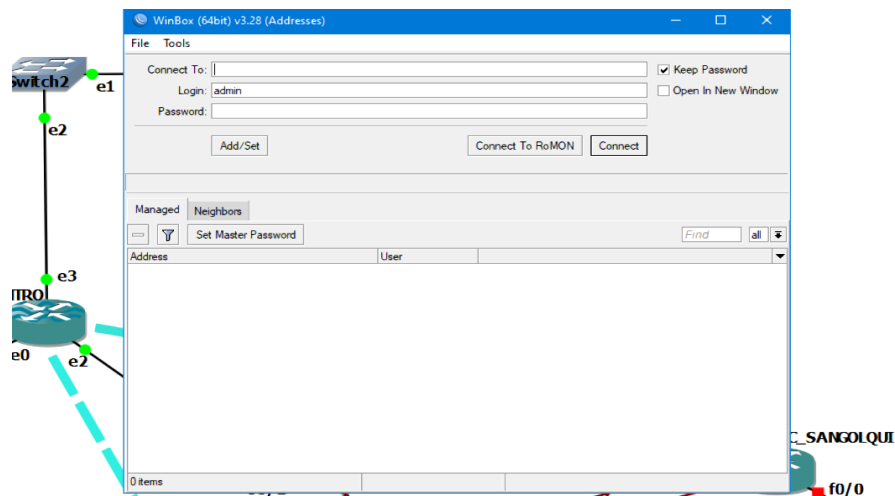 WinBox (64bit) v3.28 (Addresses)
File Tools
Connect To:
Keep Password
Login: admin
Open In New Window
Password:
Add/Set
Connect To RoMON
Connect
Managed
Neighbors
Set Master Password
Find
all
Address
User
0 items
Switch2
e1
e2
e3
e0
e2
C_SANGOLQUI
f0/0